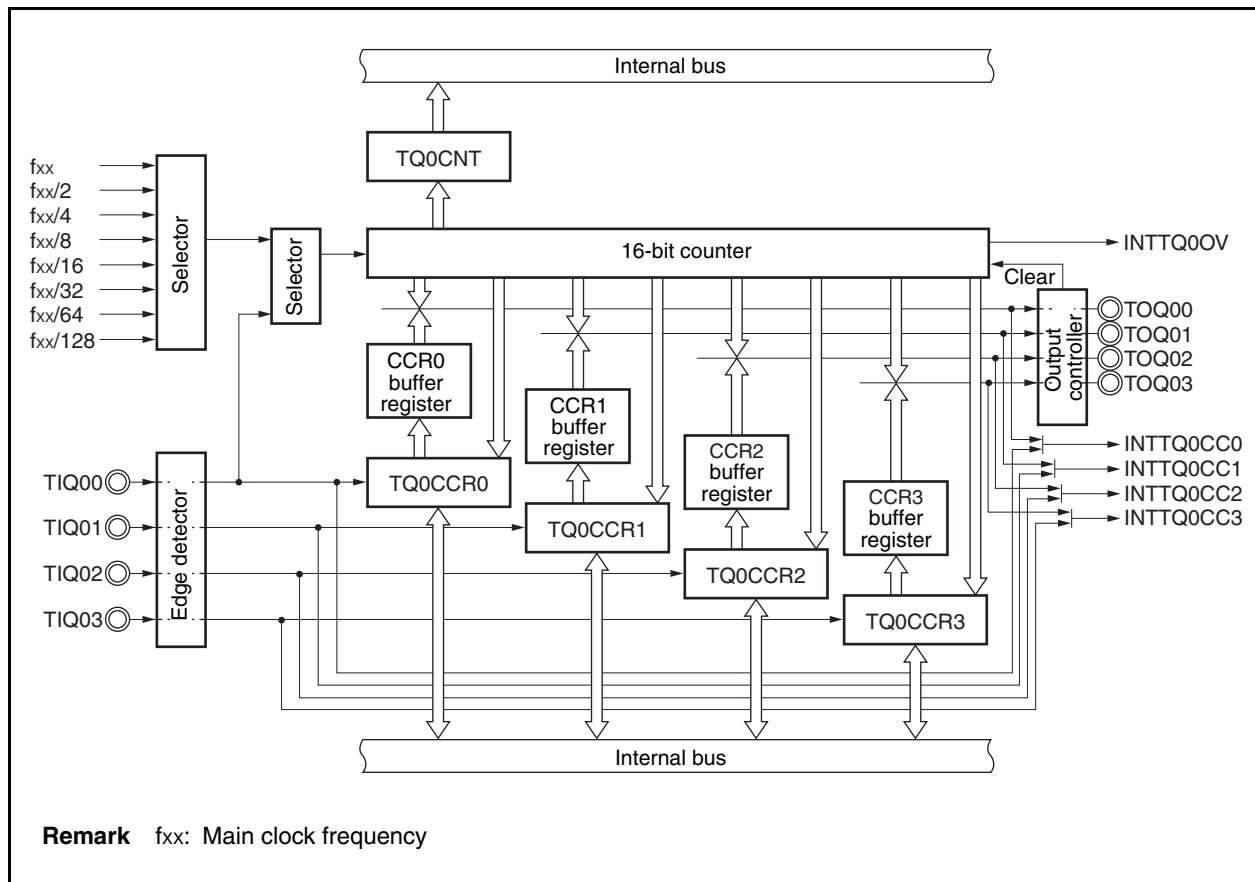 Internal bus
TQ0CNT
fxx
fxx/2
fxx/4
fxx/8
fxx/16
fxx/32
fxx/64
fxx/128
Selector
Selector
16-bit counter
INTTQ0OV
Clear
Output
controller
TOQ00
TOQ01
TOQ02
TOQ03
CCR0
buffer
register
CCR1
buffer
register
CCR2
buffer
register
CCR3
buffer
register
INTTQ0CC0
INTTQ0CC1
INTTQ0CC2
INTTQ0CC3
TIQ00
TIQ01
TIQ02
TIQ03
Edge detector
TQ0CCR0
TQ0CCR1
TQ0CCR2
TQ0CCR3
Internal bus
Remark fxx: Main clock frequency